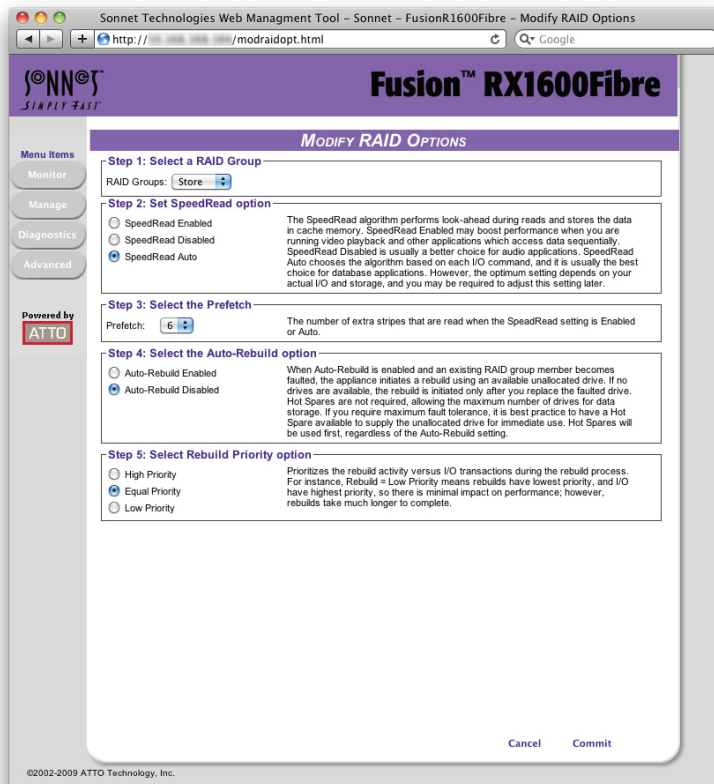 Sonnet Technologies Web Managment Tool – Sonnet – FusionR1600Fibre – Modify RAID Options
http:// /modraidopt.html
Google
SONNET™
SIMPLY FAST
Fusion™ RX1600Fibre
MODIFY RAID OPTIONS
Menu Items
Monitor
Manage
Diagnostics
Advanced
Powered by
ATTO
Step 1: Select a RAID Group
RAID Groups: Store
Step 2: Set SpeedRead option
SpeedRead Enabled
SpeedRead Disabled
SpeedRead Auto
The SpeedRead algorithm performs look-ahead during reads and stores the data
in cache memory. SpeedRead Enabled may boost performance when you are
running video playback and other applications which access data sequentially.
SpeedRead Disabled is usually a better choice for audio applications. SpeedRead
Auto chooses the algorithm based on each I/O command, and it is usually the best
choice for database applications. However, the optimum setting depends on your
actual I/O and storage, and you may be required to adjust this setting later.
Step 3: Select the Prefetch
Prefetch: 6
The number of extra stripes that are read when the SpeadRead setting is Enabled
or Auto.
Step 4: Select the Auto-Rebuild option
Auto-Rebuild Enabled
Auto-Rebuild Disabled
When Auto-Rebuild is enabled and an existing RAID group member becomes
faulted, the appliance initiates a rebuild using an available unallocated drive. If no
drives are available, the rebuild is initiated only after you replace the faulted drive.
Hot Spares are not required, allowing the maximum number of drives for data
storage. If you require maximum fault tolerance, it is best practice to have a Hot
Spare available to supply the unallocated drive for immediate use. Hot Spares will
be used first, regardless of the Auto-Rebuild setting.
Step 5: Select Rebuild Priority option
High Priority
Equal Priority
Low Priority
Prioritizes the rebuild activity versus I/O transactions during the rebuild process.
For instance, Rebuild = Low Priority means rebuilds have lowest priority, and I/O
have highest priority, so there is minimal impact on performance; however,
rebuilds take much longer to complete.
Cancel
Commit
©2002-2009 ATTO Technology, Inc.